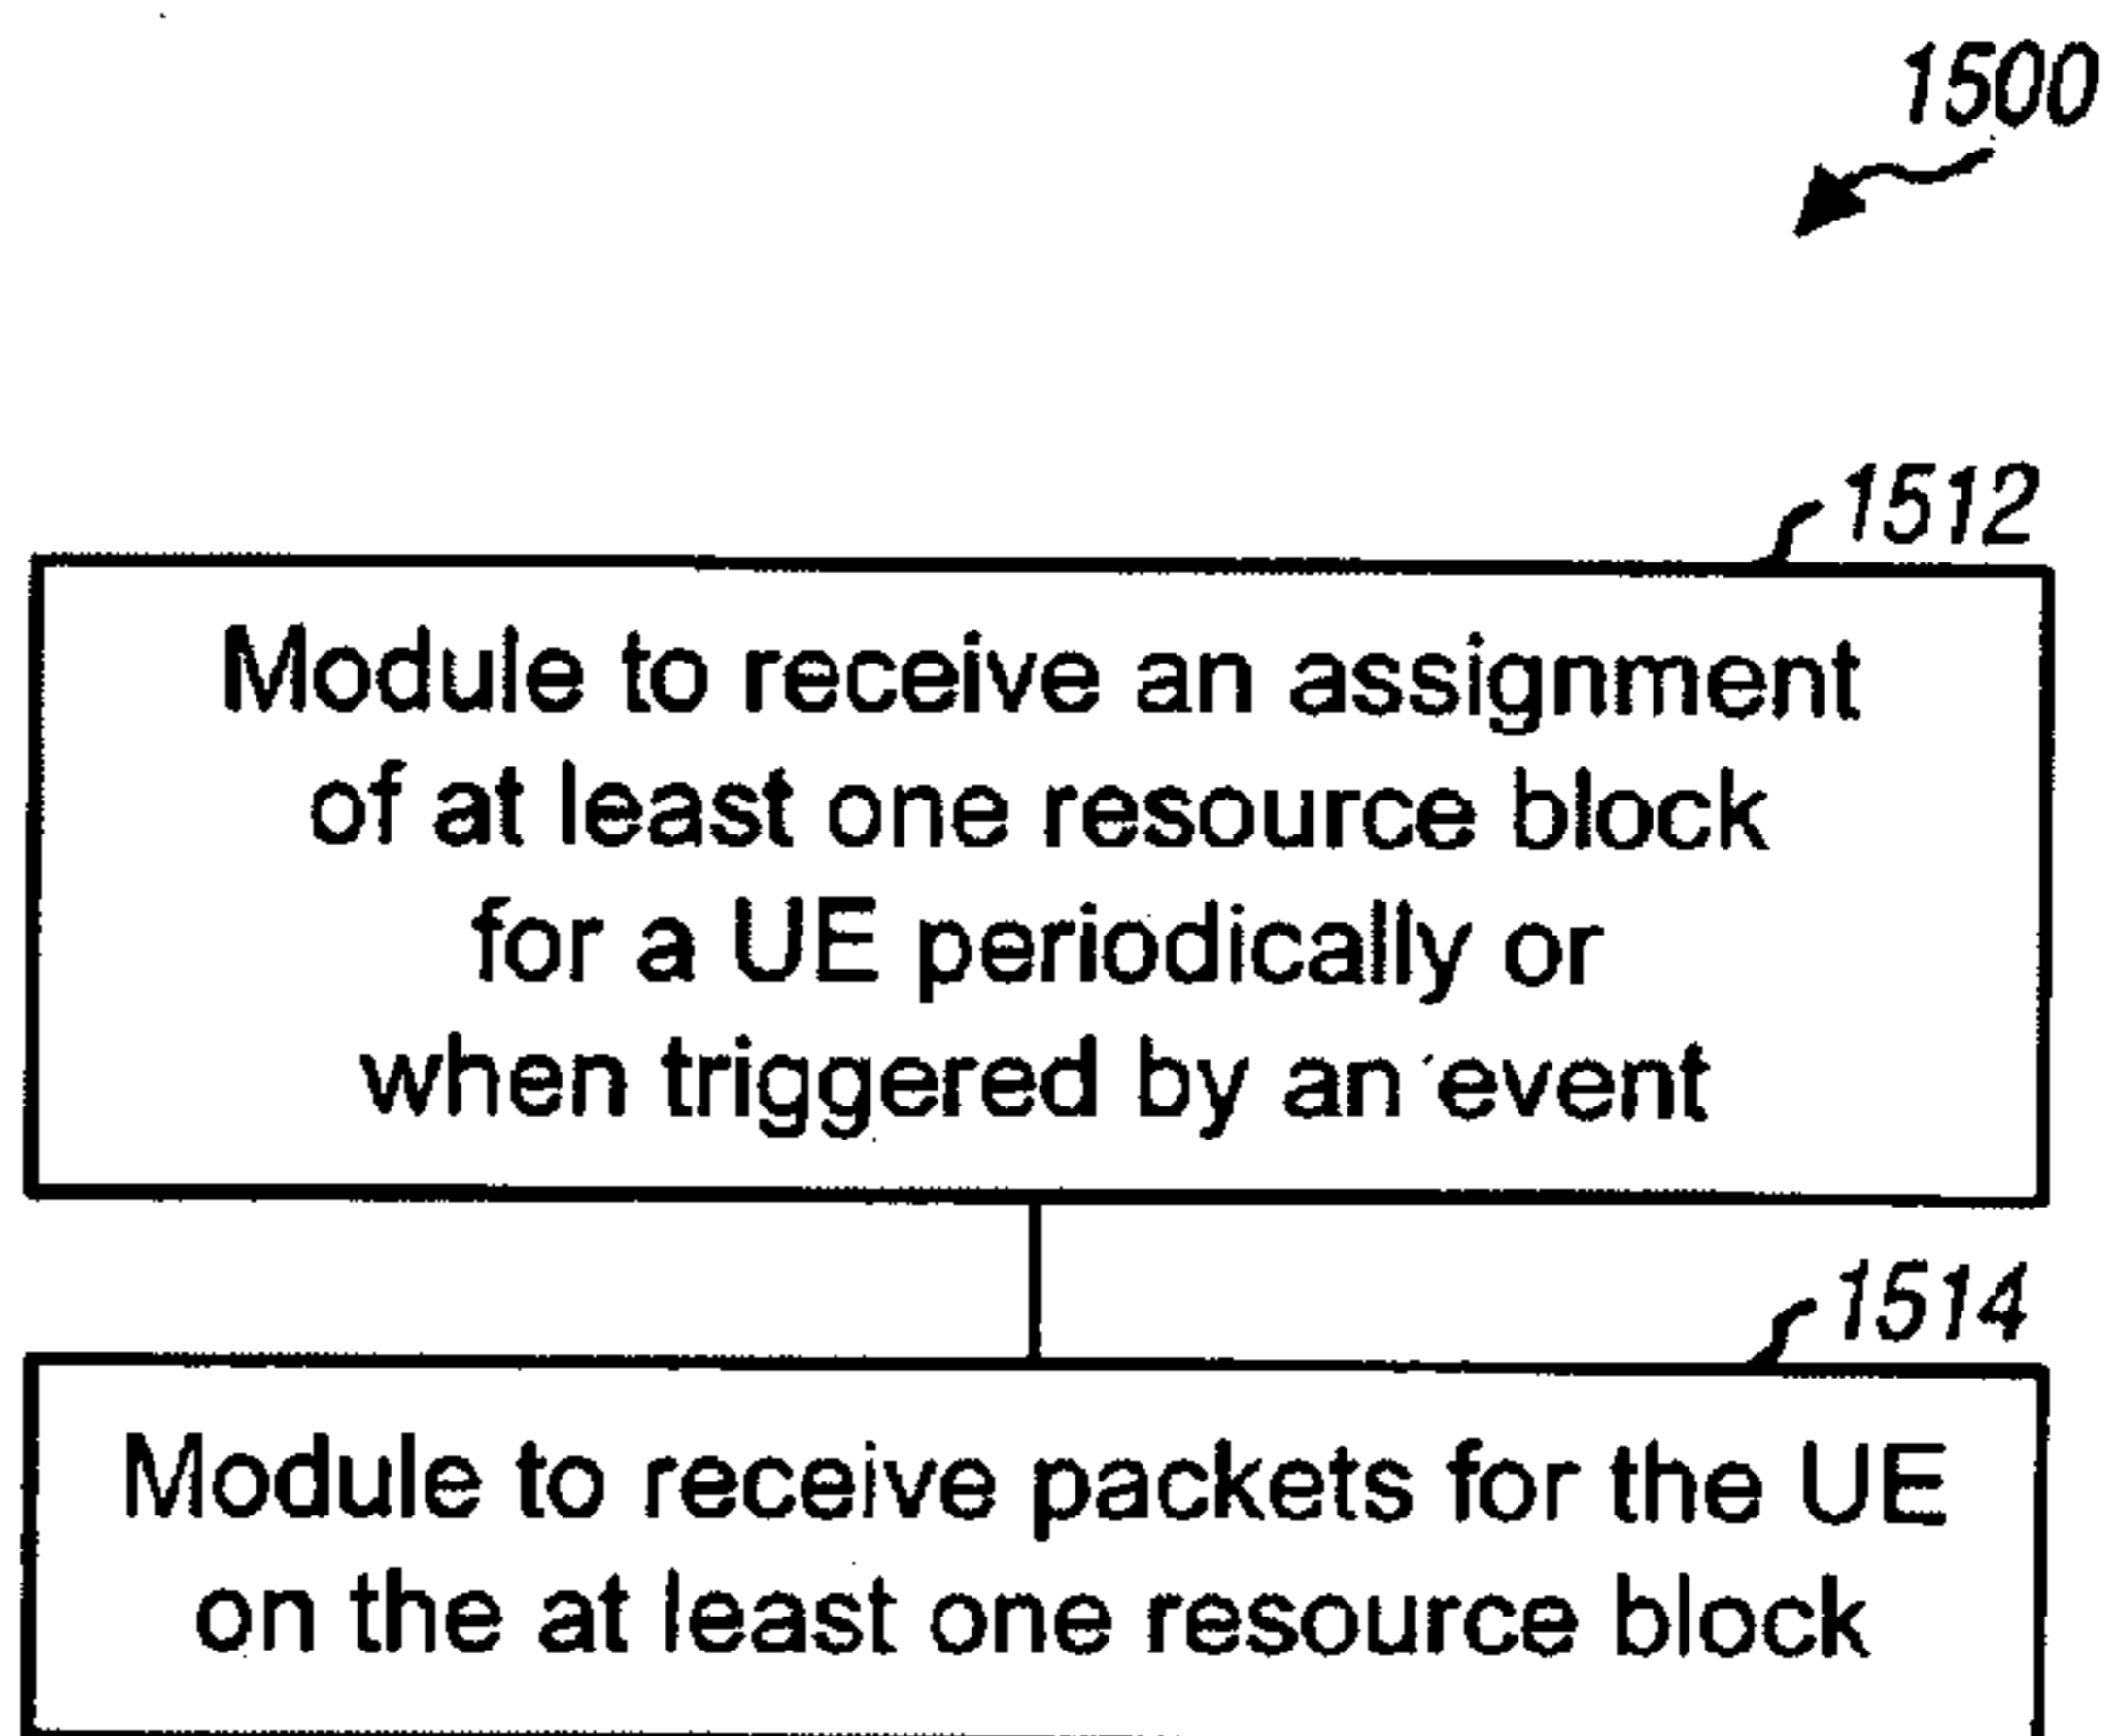 1500
1512
Module to receive an assignment
of at least one resource block
for a UE periodically or
when triggered by an event
1514
Module to receive packets for the UE
on the at least one resource block